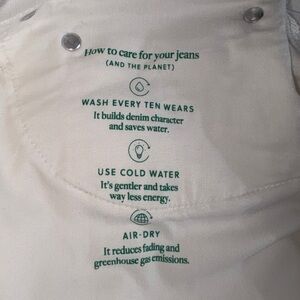 How to care for your jeans
(AND THE PLANET)
WASH EVERY TEN WEARS
It builds denim character
and saves water.
USE COLD WATER
It's gentler and takes
way less energy.
AIR-DRY
It reduces fading and
greenhouse gas emissions.